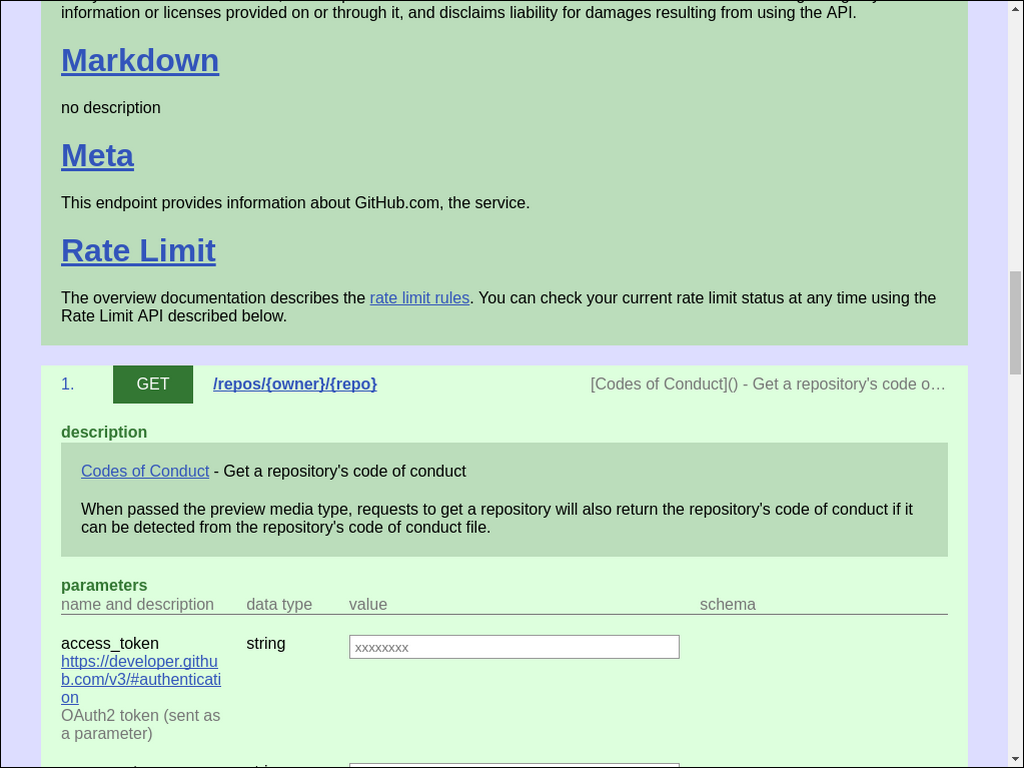 information or licenses provided on or through it, and disclaims liability for damages resulting from using the API.
Markdown
no description
Meta
This endpoint provides information about GitHub.com, the service.
Rate Limit
The overview documentation describes the rate limit rules. You can check your current rate limit status at any time using the
Rate Limit API described below.
1. GET /repos/{owner}/{repo} [Codes of Conduct]() - Get a repository's code o…
description
Codes of Conduct - Get a repository's code of conduct
When passed the preview media type, requests to get a repository will also return the repository's code of conduct if it
can be detected from the repository's code of conduct file.
parameters
name and description data type value schema
access_token string xxxxxxxx
https://developer.githu
b.com/v3/#authenticati
on
OAuth2 token (sent as
a parameter)